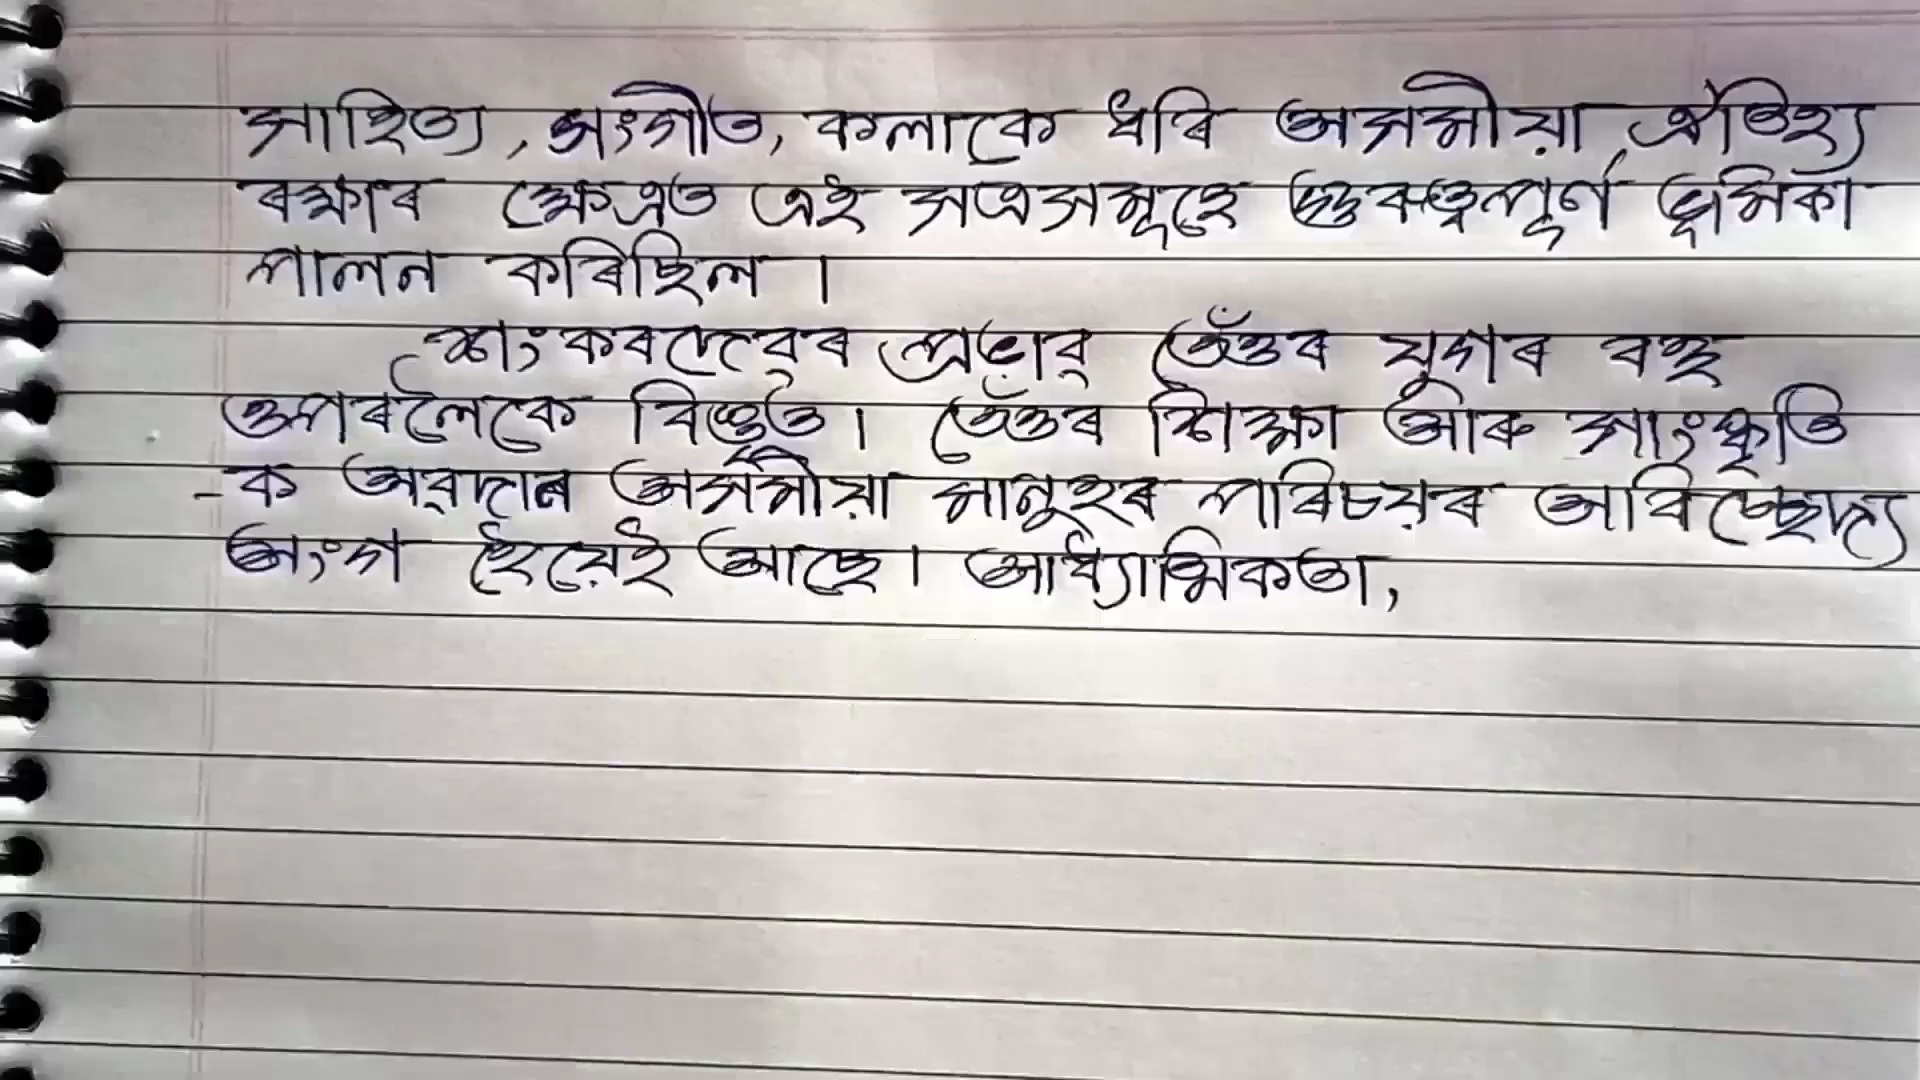 সাহিত্য, সংগীত, কলাকে ধৰি অসমীয়া ঐতিহ্য
ৰক্ষাৰ ক্ষেত্ৰত এই সত্ৰসমূহে গুৰুত্বপূৰ্ণ ভূমিকা
পালন কৰিছিল ।
শংকৰদেৱৰ প্ৰভাৱ তেওঁৰ যুগৰ বহু
ওপৰলৈকে বিস্তৃত । তেওঁৰ শিক্ষা আৰু সাংস্কৃতি
-ক অৱদান অসমীয়া মানুহৰ পৰিচয়ৰ অবিচ্ছেদ্য
অংগ হৈয়েই আছে । আধ্যাত্মিকতা,